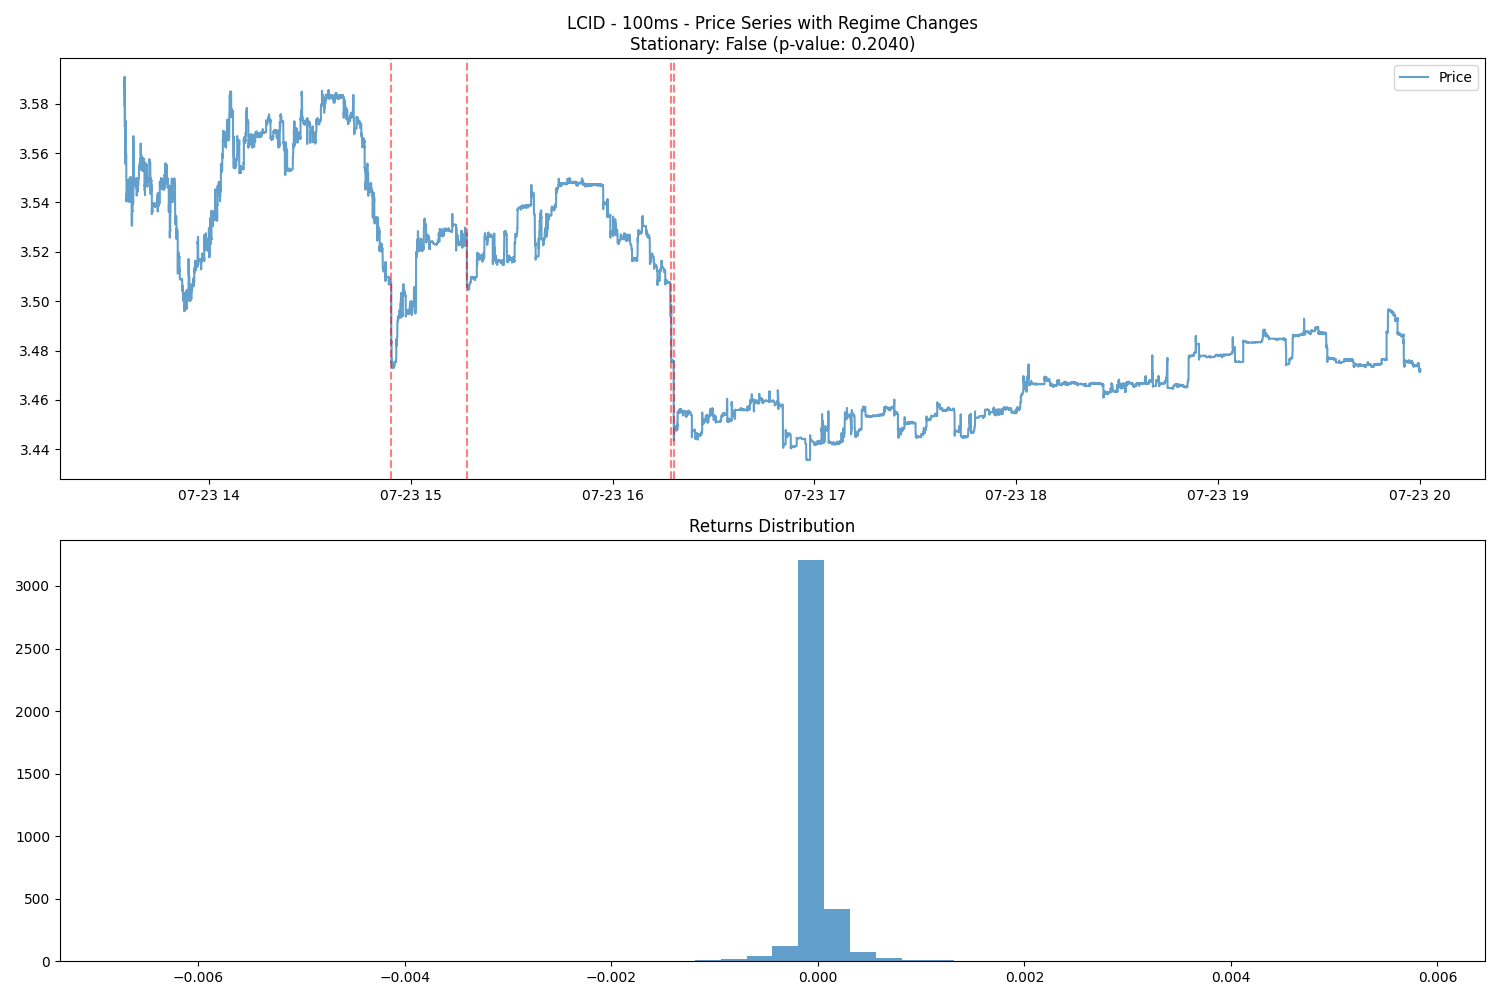 LCID - 100ms - Price Series with Regime Changes
Stationary: False (p-value: 0.2040)
Price
3.58
3.56
3.54
3.52
3.50
3.48
3.46
3.44
07-23 14 07-23 15 07-23 16 07-23 17 07-23 18 07-23 19 07-23 20
Returns Distribution
3000
2500
2000
1500
1000
500
0
−0.006 −0.004 −0.002 0.000 0.002 0.004 0.006